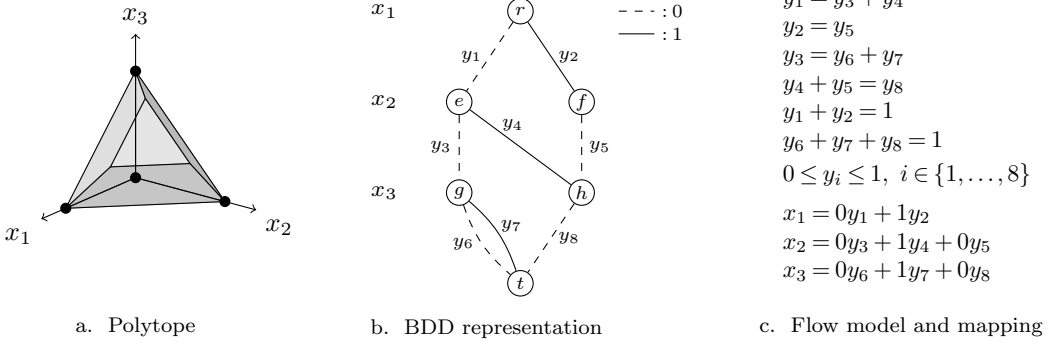 x₃
x₁
x₂
a. Polytope
x₁
x₂
x₃
r
y₁
y₂
e
f
y₃
y₄
y₅
g
h
y₆
y₇
y₈
t
: 0
: 1
b. BDD representation
y₁ = y₃ + y₄
y₂ = y₅
y₃ = y₆ + y₇
y₄ + y₅ = y₈
y₁ + y₂ = 1
y₆ + y₇ + y₈ = 1
0 ≤ yᵢ ≤ 1, i ∈ {1, . . . , 8}
x₁ = 0y₁ + 1y₂
x₂ = 0y₃ + 1y₄ + 0y₅
x₃ = 0y₆ + 1y₇ + 0y₈
c. Flow model and mapping